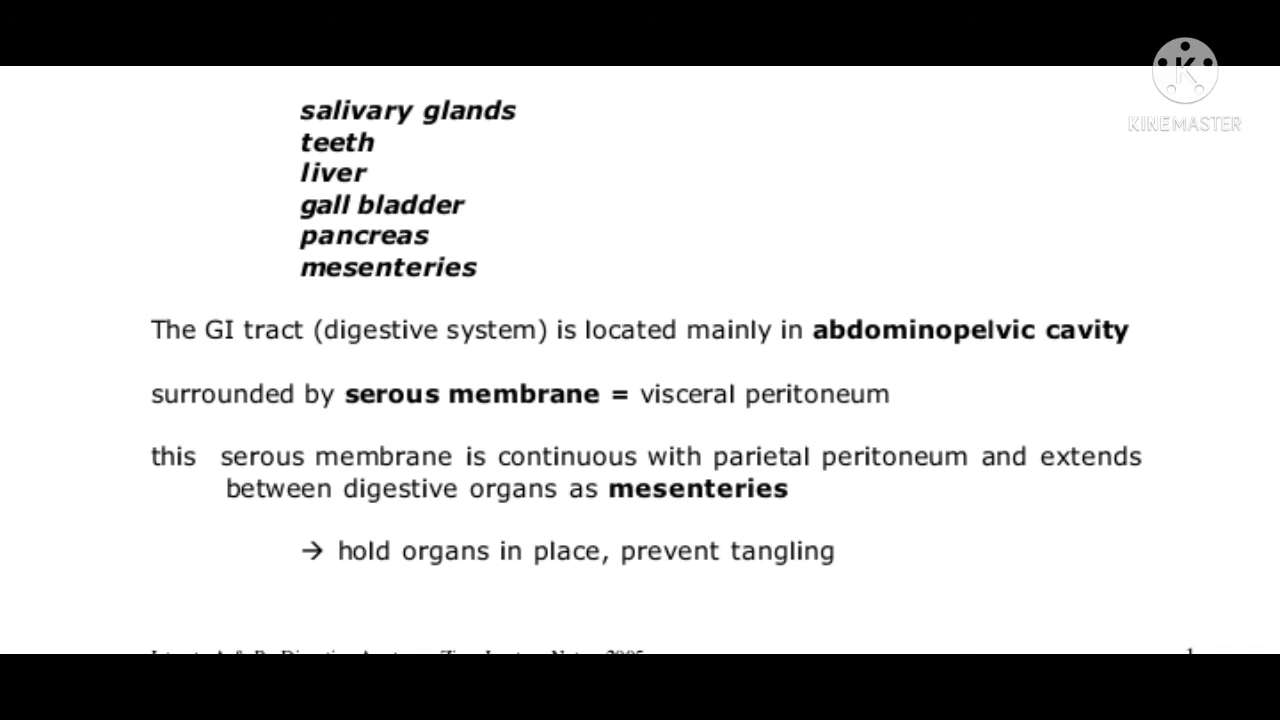 KINEMASTER
salivary glands
teeth
liver
gall bladder
pancreas
mesenteries
The GI tract (digestive system) is located mainly in abdominopelvic cavity
surrounded by serous membrane = visceral peritoneum
this serous membrane is continuous with parietal peritoneum and extends
between digestive organs as mesenteries
→ hold organs in place, prevent tangling